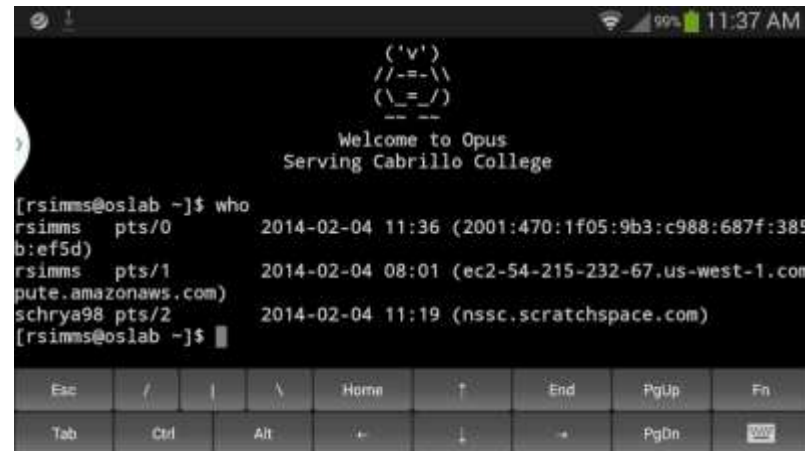 99% 11:37 AM
('v')
//-=-\\
(\_=_/)
~~ ~~
Welcome to Opus
Serving Cabrillo College
[rsimms@oslab ~]$ who
rsimms pts/0 2014-02-04 11:36 (2001:470:1f05:9b3:c988:687f:385
b:ef5d)
rsimms pts/1 2014-02-04 08:01 (ec2-54-215-232-67.us-west-1.com
pute.amazonaws.com)
schrya98 pts/2 2014-02-04 11:19 (nssc.scratchspace.com)
[rsimms@oslab ~]$
Esc / | \ Home ↑ End PgUp Fn
Tab Ctrl Alt ← ↓ → PgDn